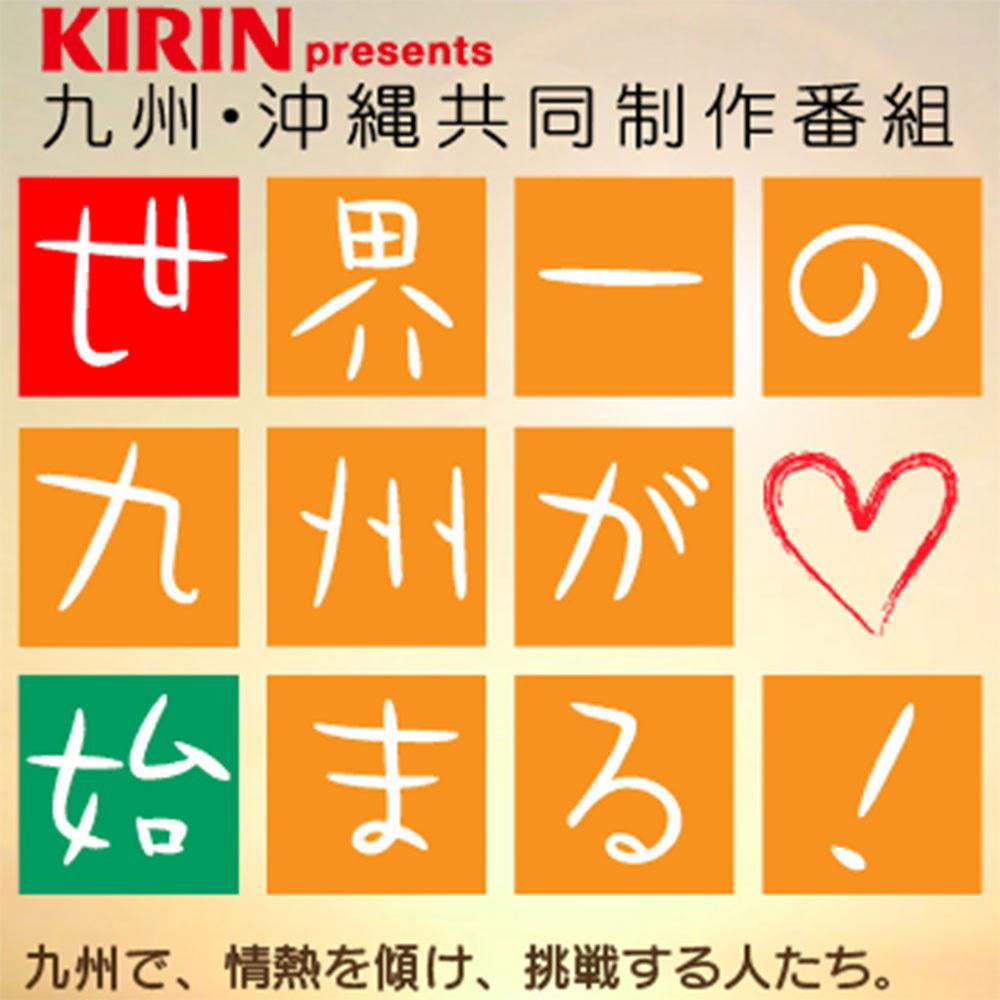 KIRIN presents
九州・沖縄共同制作番組
世界一の
九州が
始まる!
九州で、情熱を傾け、挑戦する人たち。